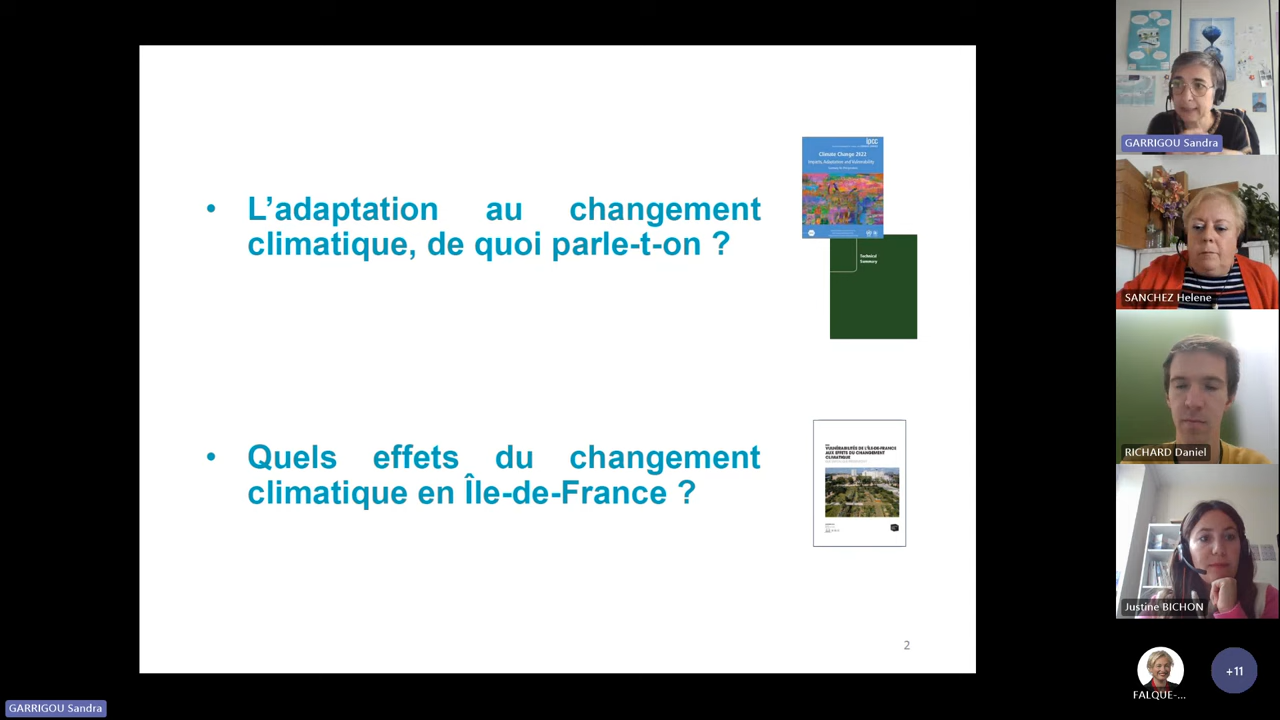 • L'adaptation au changement
climatique, de quoi parle-t-on ?
ipcc
Climate Change 2022
Impacts, Adaptation and Vulnerability
Technical
Summary
• Quels effets du changement
climatique en Île-de-France ?
VULNÉRABILITÉS DE L'ÎLE-DE-FRANCE
AUX EFFETS DU CHANGEMENT
CLIMATIQUE
2
GARRIGOU Sandra
SANCHEZ Helene
RICHARD Daniel
Justine BICHON
FALQUE-...
+11
GARRIGOU Sandra